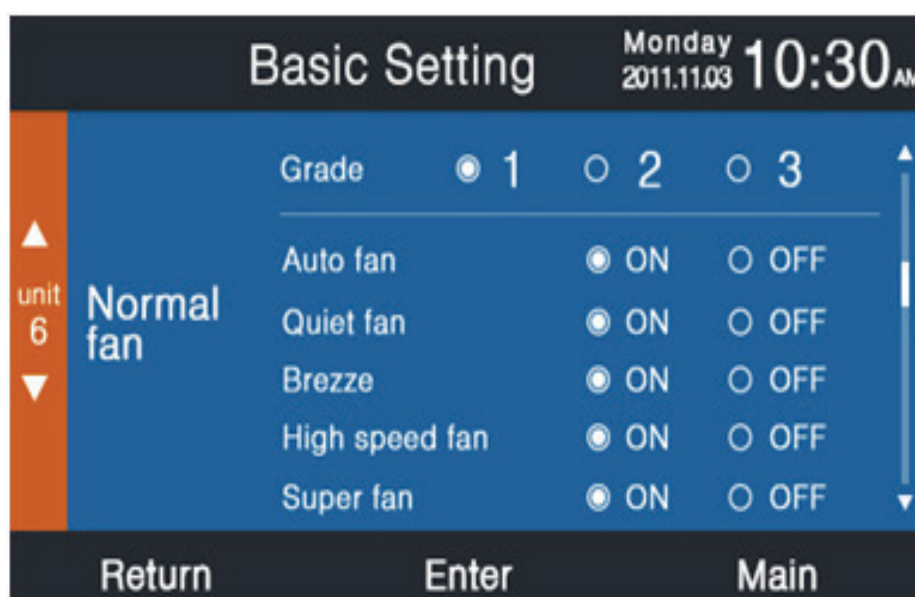 Basic Setting
Monday
2011.11.03
10:30 AM
unit
6
Normal
fan
Grade 1 2 3
Auto fan ON OFF
Quiet fan ON OFF
Brezze ON OFF
High speed fan ON OFF
Super fan ON OFF
Return Enter Main